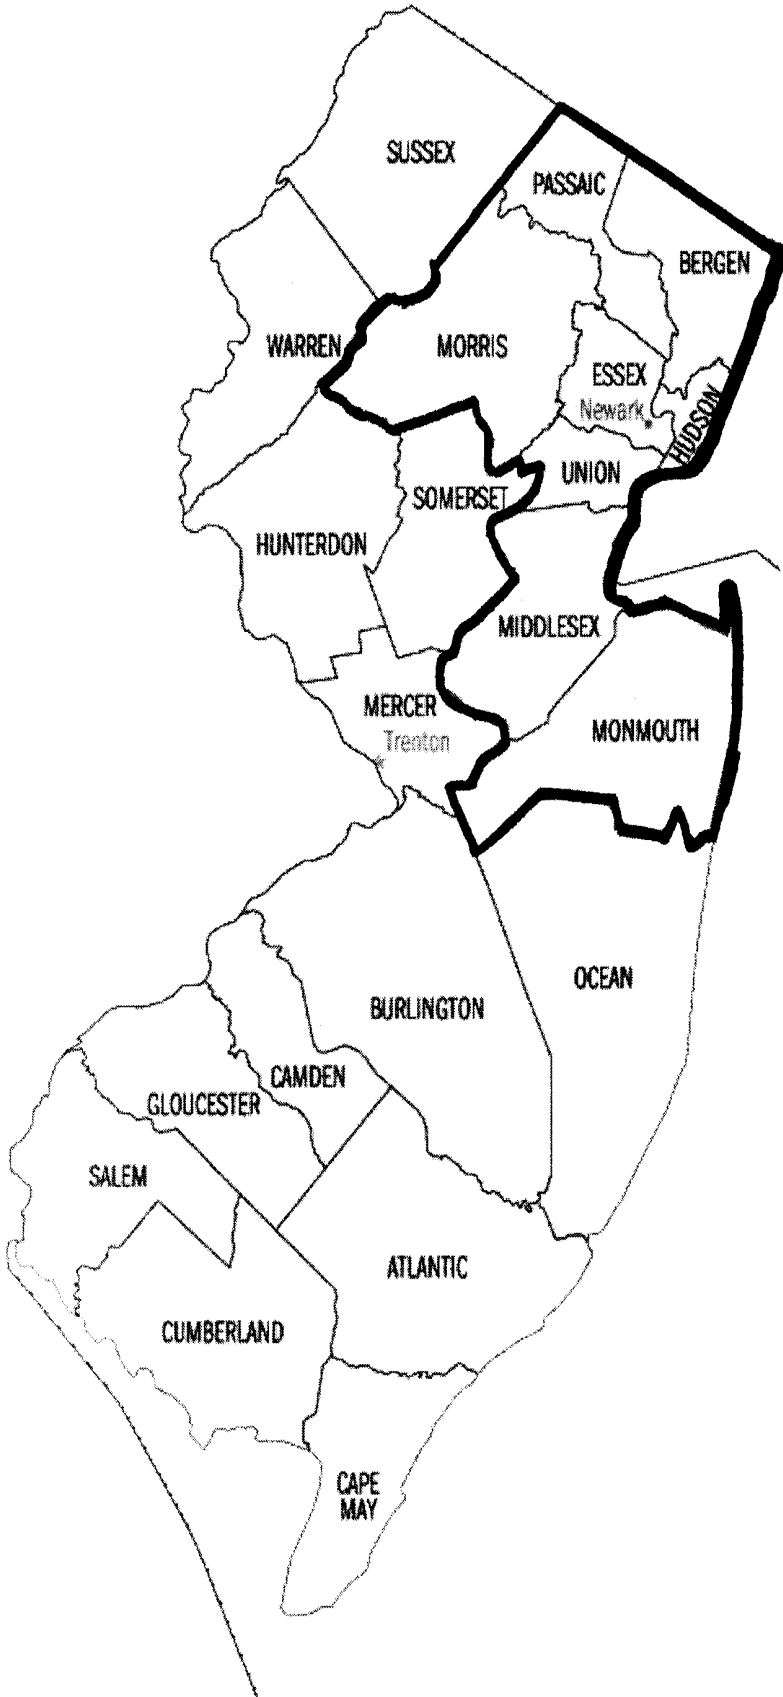 SUSSEX
PASSAIC
BERGEN
WARREN
MORRIS
ESSEX
Newark
HUDSON
UNION
SOMERSET
HUNTERDON
MIDDLESEX
MERCER
Trenton
MONMOUTH
OCEAN
BURLINGTON
CAMDEN
GLOUCESTER
SALEM
ATLANTIC
CUMBERLAND
CAPE
MAY